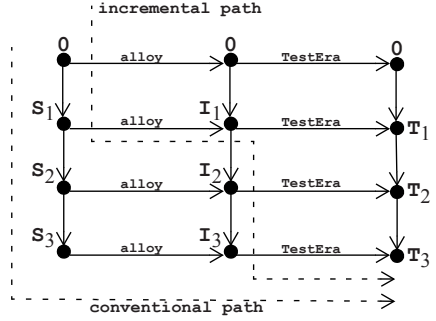 incremental path
0 0 0
alloy TestEra
S1 I1 T1
alloy TestEra
S2 I2 T2
alloy TestEra
S3 I3 T3
alloy TestEra
conventional path